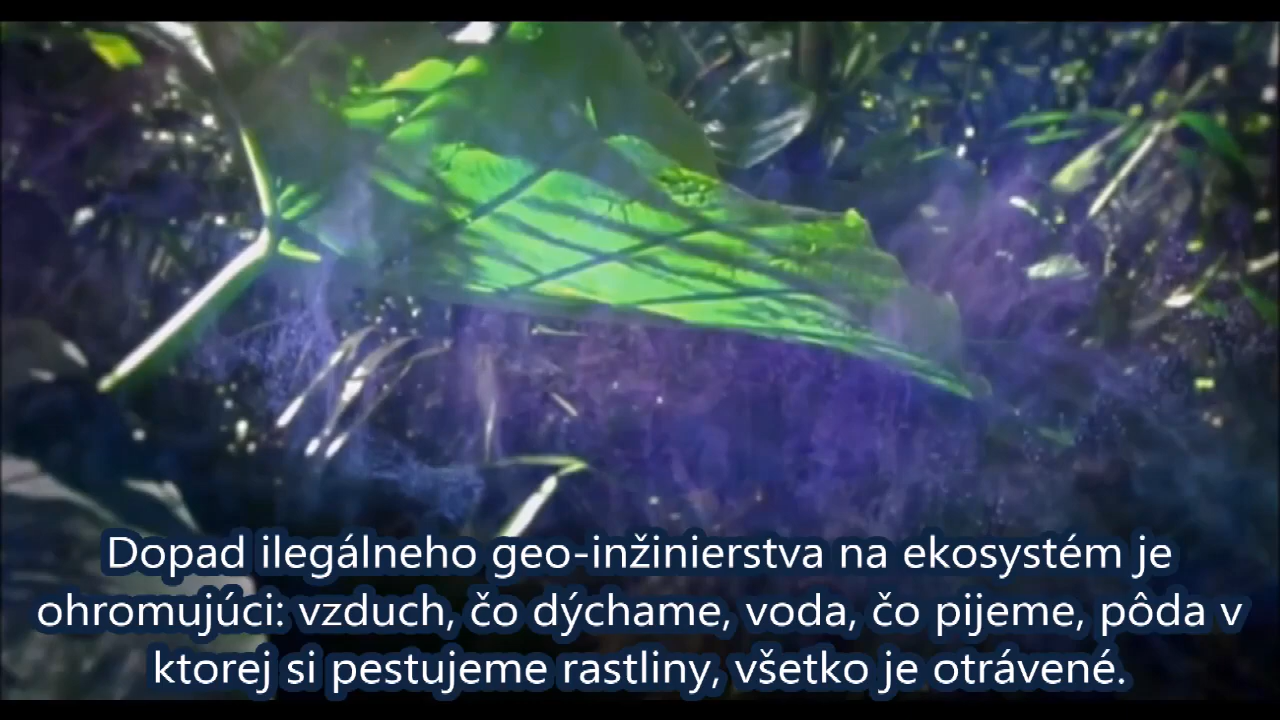 Dopad ilegálneho geo-inžinierstva na ekosystém je
ohromujúci: vzduch, čo dýchame, voda, čo pijeme, pôda v
ktorej si pestujeme rastliny, všetko je otrávené.